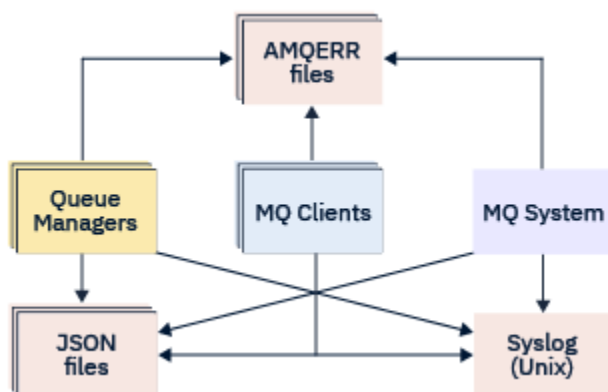 AMQERR
files
Queue
Managers
MQ Clients
MQ System
JSON
files
Syslog
(Unix)